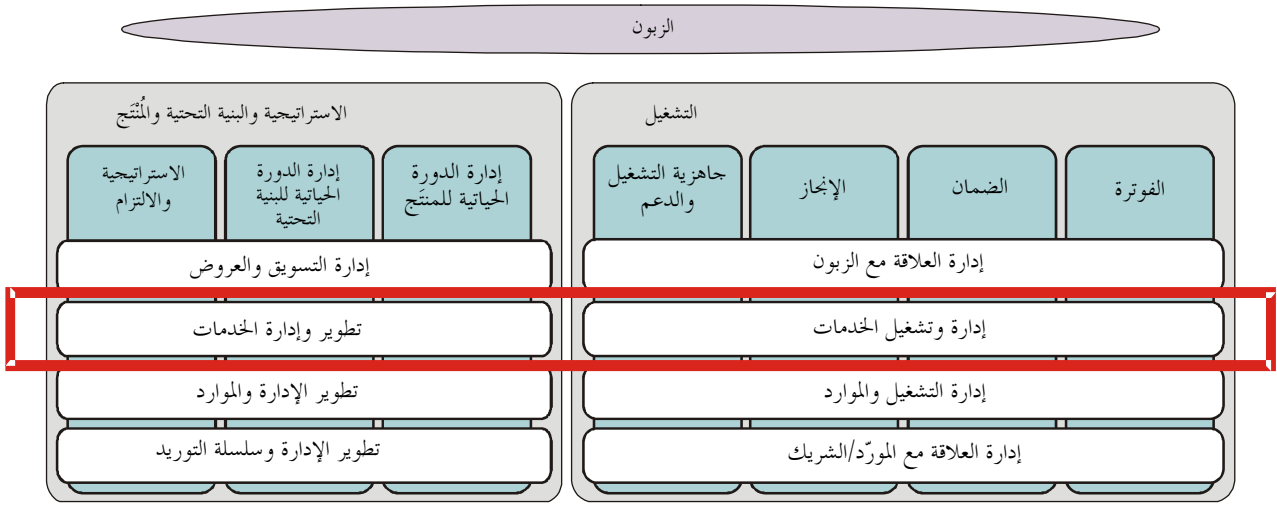 الزبون
التشغيل
الفوترة
الضمان
الإنجاز
جاهزية التشغيل
والدعم
إدارة العلاقة مع الزبون
إدارة وتشغيل الخدمات
إدارة التشغيل والموارد
إدارة العلاقة مع المورّد/الشريك
الاستراتيجية والبنية التحتية والمُنْتَج
إدارة الدورة
الحياتية للمنتَج
إدارة الدورة
الحياتية للبنية
التحتية
الاستراتيجية
والالتزام
إدارة التسويق والعروض
تطوير وإدارة الخدمات
تطوير الإدارة والموارد
تطوير الإدارة وسلسلة التوريد